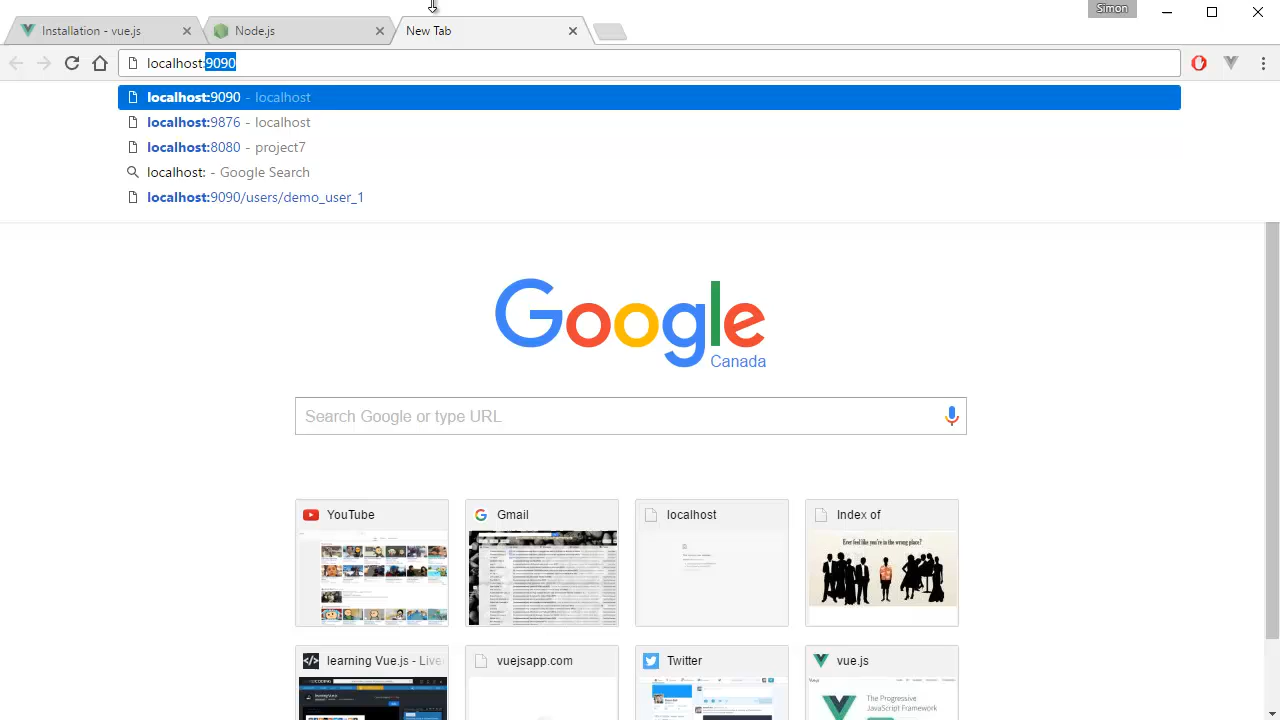 Simon
Installation - vue.js
Node.js
New Tab
localhost:9090
localhost:9090 - localhost
localhost:9876 - localhost
localhost:8080 - project7
localhost: - Google Search
localhost:9090/users/demo_user_1
Google
Canada
Search Google or type URL
YouTube
Gmail
localhost
Index of
Ever feel like you're in the wrong place?
learning Vue.js - Live
vuejsapp.com
Twitter
vue.js
The Progressive
JavaScript Framework